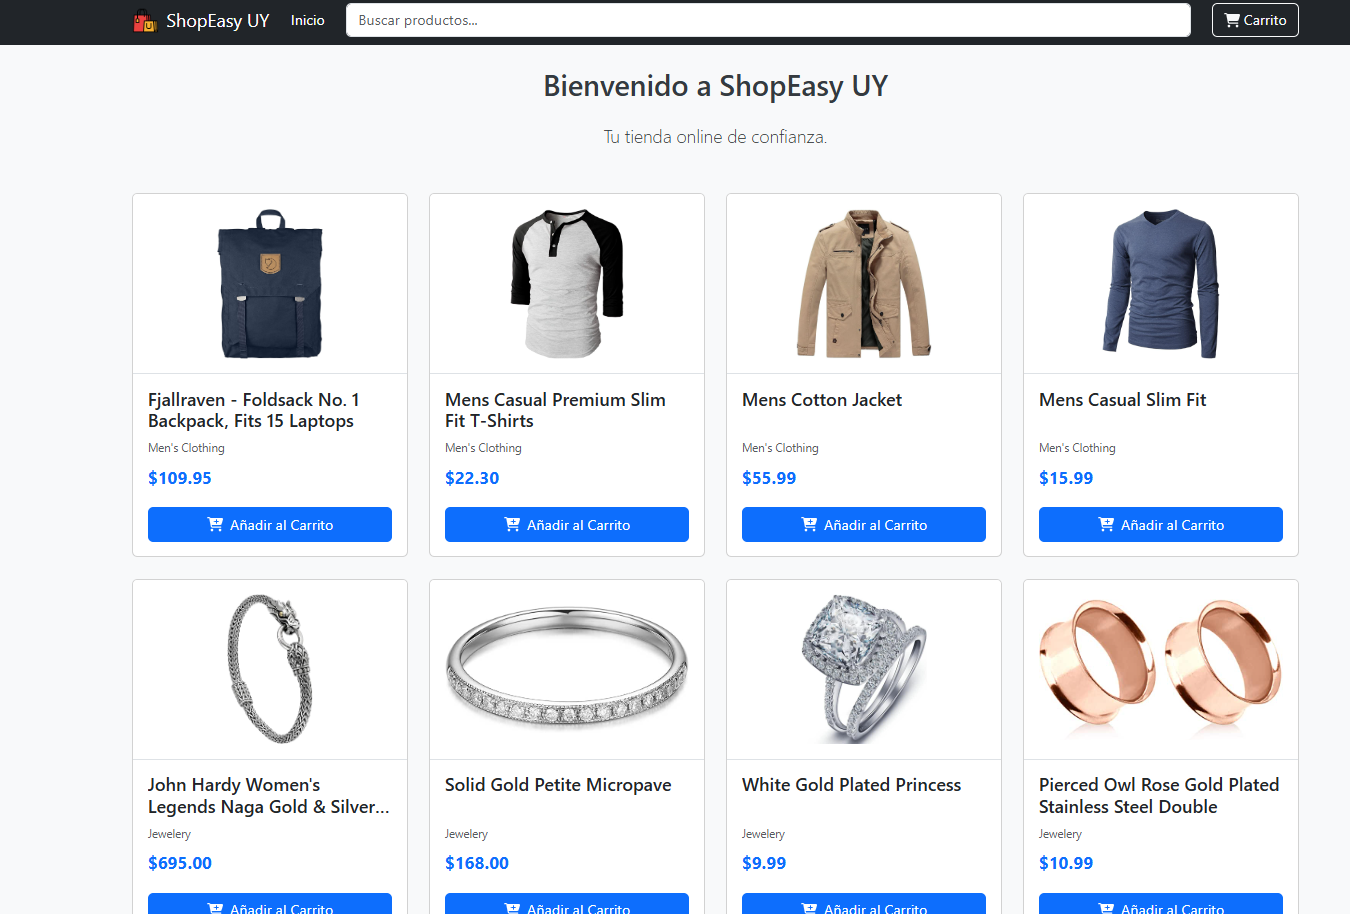 ShopEasy UY Inicio Buscar productos... Carrito
Bienvenido a ShopEasy UY
Tu tienda online de confianza.
Fjallraven - Foldsack No. 1
Backpack, Fits 15 Laptops
Men's Clothing
$109.95
Añadir al Carrito
Mens Casual Premium Slim
Fit T-Shirts
Men's Clothing
$22.30
Añadir al Carrito
Mens Cotton Jacket
Men's Clothing
$55.99
Añadir al Carrito
Mens Casual Slim Fit
Men's Clothing
$15.99
Añadir al Carrito
John Hardy Women's
Legends Naga Gold & Silver...
Jewelery
$695.00
Añadir al Carrito
Solid Gold Petite Micropave
Jewelery
$168.00
Añadir al Carrito
White Gold Plated Princess
Jewelery
$9.99
Añadir al Carrito
Pierced Owl Rose Gold Plated
Stainless Steel Double
Jewelery
$10.99
Añadir al Carrito